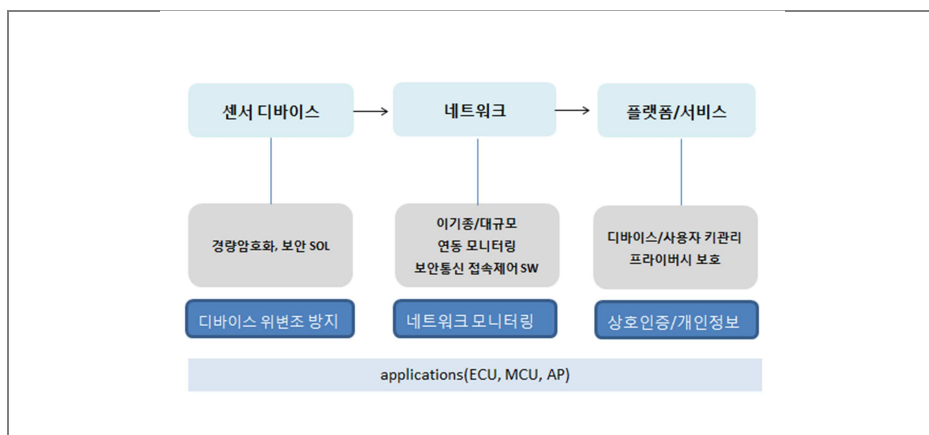 센서 디바이스
네트워크
플랫폼/서비스
경량암호화, 보안 SOL
이기종/대규모
연동 모니터링
보안통신 접속제어 SW
디바이스/사용자 키관리
프라이버시 보호
디바이스 위변조 방지
네트워크 모니터링
상호인증/개인정보
applications(ECU, MCU, AP)